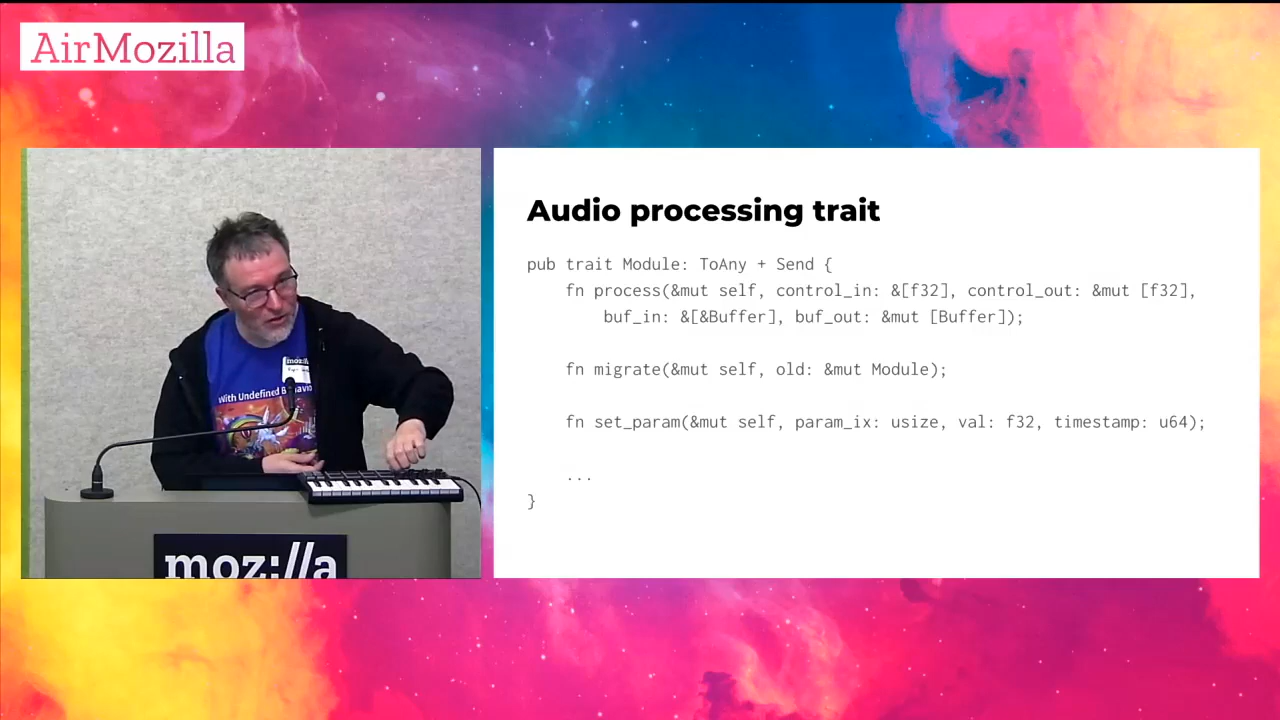 AirMozilla
mozilla
With Undefined Behavior
moz://a
Audio processing trait
pub trait Module: ToAny + Send {
fn process(&mut self, control_in: &[f32], control_out: &mut [f32],
buf_in: &[&Buffer], buf_out: &mut [Buffer]);
fn migrate(&mut self, old: &mut Module);
fn set_param(&mut self, param_ix: usize, val: f32, timestamp: u64);
...
}